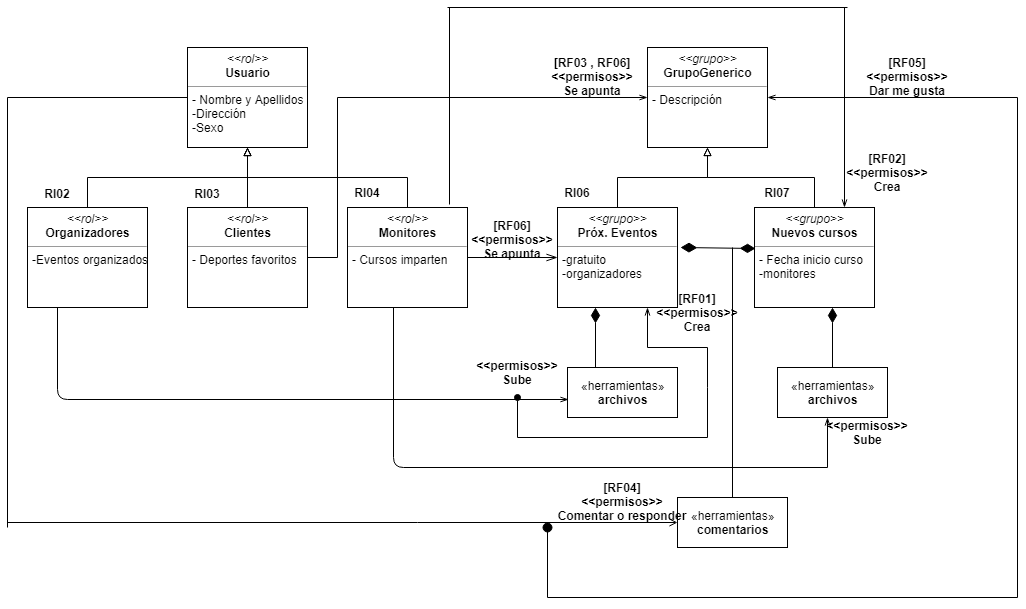 <<rol>>
Usuario
- Nombre y Apellidos
-Dirección
-Sexo
[RF03 , RF06]
<<permisos>>
Se apunta
<<grupo>>
GrupoGenerico
- Descripción
[RF05]
<<permisos>>
Dar me gusta
[RF02]
<<permisos>>
Crea
RI02
<<rol>>
Organizadores
-Eventos organizados
RI03
<<rol>>
Clientes
- Deportes favoritos
RI04
<<rol>>
Monitores
- Cursos imparten
[RF06]
<<permisos>>
Se apunta
RI06
<<grupo>>
Próx. Eventos
-gratuito
-organizadores
RI07
<<grupo>>
Nuevos cursos
- Fecha inicio curso
-monitores
[RF01]
<<permisos>>
Crea
<<permisos>>
Sube
«herramientas»
archivos
«herramientas»
archivos
<<permisos>>
Sube
[RF04]
<<permisos>>
Comentar o responder
«herramientas»
comentarios